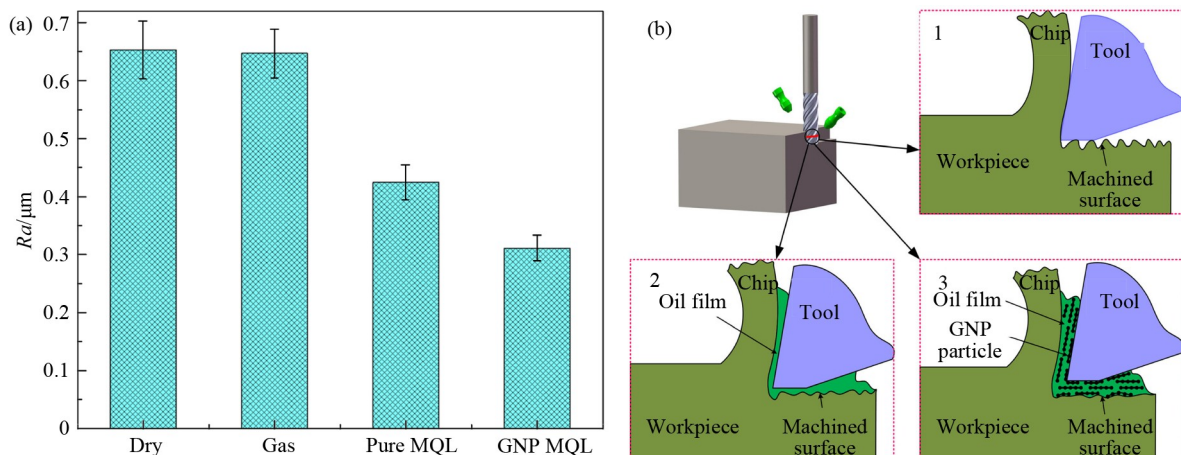 (a)
Ra/μm
0.7
0.6
0.5
0.4
0.3
0.2
0.1
0
Dry
Gas
Pure MQL
GNP MQL
(b)
1
Chip
Tool
Workpiece
Machined
surface
2
Chip
Oil film
Tool
Workpiece
Machined
surface
3
Chip
Oil film
Tool
GNP
particle
Workpiece
Machined
surface